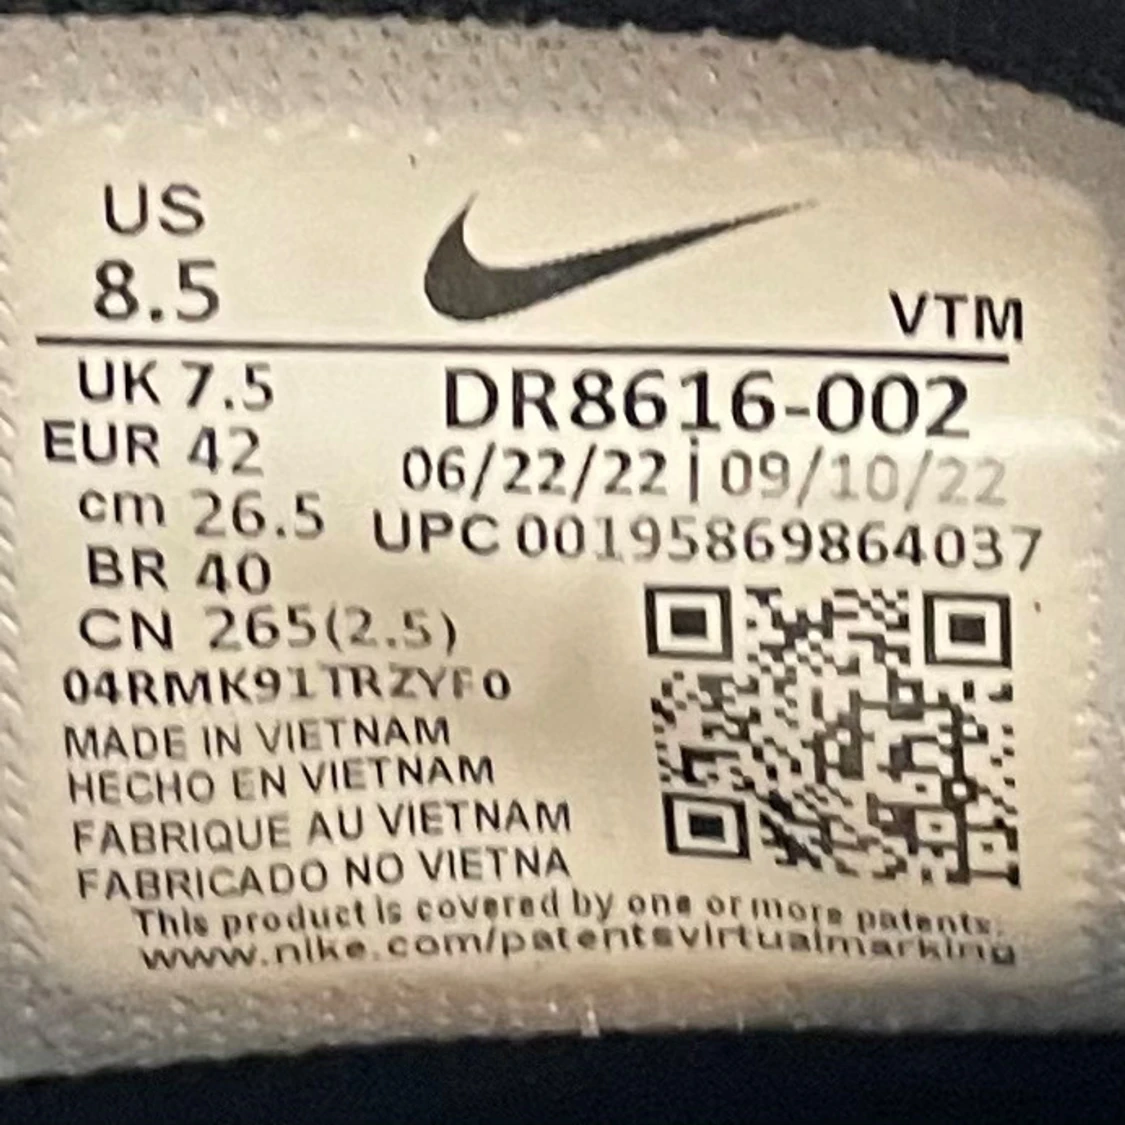 US
8.5
VTM
UK 7.5
EUR 42
cm 26.5
BR 40
CN 265(2.5)
DR8616-002
06/22/22 | 09/10/22
UPC 00195869864037
04RMK91TRZYF0
MADE IN VIETNAM
HECHO EN VIETNAM
FABRIQUE AU VIETNAM
FABRICADO NO VIETNA
This product is covered by one or more patents.
www.nike.com/patentsvirtualmarking